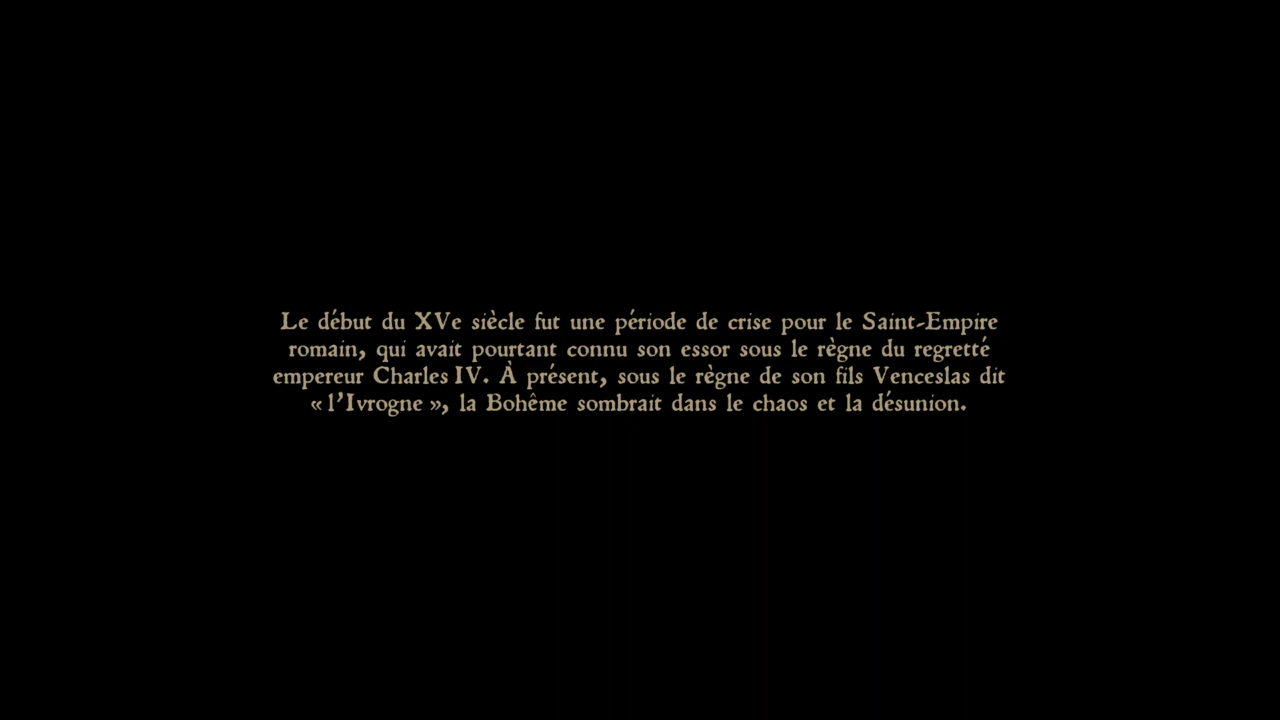 Le début du XVe siècle fut une période de crise pour le Saint-Empire
romain, qui avait pourtant connu son essor sous le règne du regretté
empereur Charles IV. À présent, sous le règne de son fils Venceslas dit
« l’Ivrogne », la Bohême sombrait dans le chaos et la désunion.